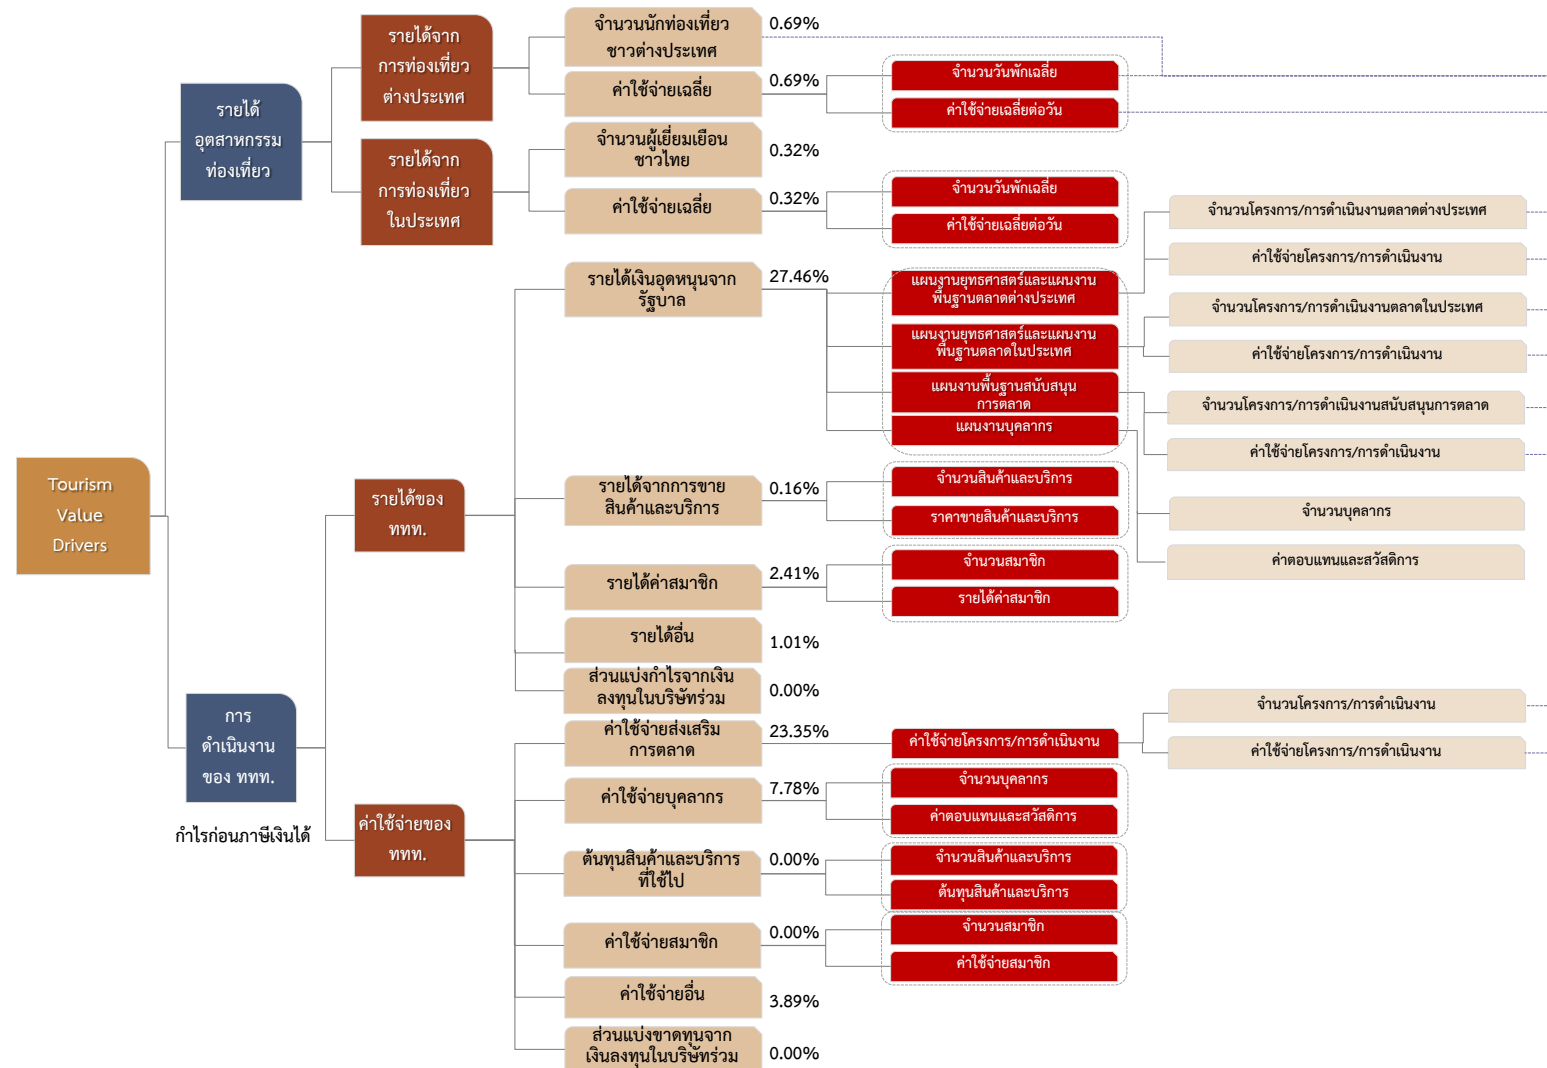 Tourism
Value
Drivers
รายได้
อุตสาหกรรม
ท่องเที่ยว
รายได้จาก
การท่องเที่ยว
ต่างประเทศ
จำนวนนักท่องเที่ยว
ชาวต่างประเทศ
0.69%
ค่าใช้จ่ายเฉลี่ย
0.69%
จำนวนวันพักเฉลี่ย
ค่าใช้จ่ายเฉลี่ยต่อวัน
รายได้จาก
การท่องเที่ยว
ในประเทศ
จำนวนผู้เยี่ยมเยือน
ชาวไทย
0.32%
ค่าใช้จ่ายเฉลี่ย
0.32%
จำนวนวันพักเฉลี่ย
ค่าใช้จ่ายเฉลี่ยต่อวัน
การ
ดำเนินงาน
ของ ททท.
กำไรก่อนภาษีเงินได้
รายได้ของ
ททท.
รายได้เงินอุดหนุนจาก
รัฐบาล
27.46%
แผนงานยุทธศาสตร์และแผนงาน
พื้นฐานตลาดต่างประเทศ
จำนวนโครงการ/การดำเนินงานตลาดต่างประเทศ
ค่าใช้จ่ายโครงการ/การดำเนินงาน
แผนงานยุทธศาสตร์และแผนงาน
พื้นฐานตลาดในประเทศ
จำนวนโครงการ/การดำเนินงานตลาดในประเทศ
ค่าใช้จ่ายโครงการ/การดำเนินงาน
แผนงานพื้นฐานสนับสนุน
การตลาด
จำนวนโครงการ/การดำเนินงานสนับสนุนการตลาด
ค่าใช้จ่ายโครงการ/การดำเนินงาน
แผนงานบุคลากร
จำนวนบุคลากร
ค่าตอบแทนและสวัสดิการ
รายได้จากการขาย
สินค้าและบริการ
0.16%
จำนวนสินค้าและบริการ
ราคาขายสินค้าและบริการ
รายได้ค่าสมาชิก
2.41%
จำนวนสมาชิก
รายได้ค่าสมาชิก
รายได้อื่น
1.01%
ส่วนแบ่งกำไรจากเงิน
ลงทุนในบริษัทร่วม
0.00%
ค่าใช้จ่ายของ
ททท.
ค่าใช้จ่ายส่งเสริม
การตลาด
23.35%
ค่าใช้จ่ายโครงการ/การดำเนินงาน
จำนวนโครงการ/การดำเนินงาน
ค่าใช้จ่ายโครงการ/การดำเนินงาน
ค่าใช้จ่ายบุคลากร
7.78%
จำนวนบุคลากร
ค่าตอบแทนและสวัสดิการ
ต้นทุนสินค้าและบริการ
ที่ใช้ไป
0.00%
จำนวนสินค้าและบริการ
ต้นทุนสินค้าและบริการ
ค่าใช้จ่ายสมาชิก
0.00%
จำนวนสมาชิก
ค่าใช้จ่ายสมาชิก
ค่าใช้จ่ายอื่น
3.89%
ส่วนแบ่งขาดทุนจาก
เงินลงทุนในบริษัทร่วม
0.00%